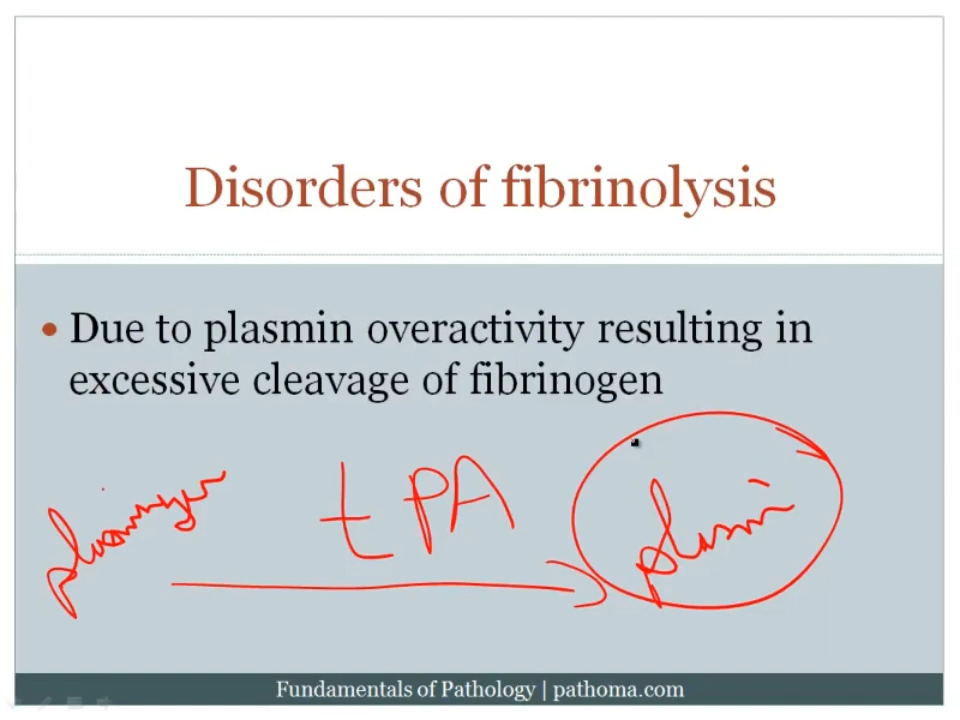 Disorders of fibrinolysis
Due to plasmin overactivity resulting in
excessive cleavage of fibrinogen
plasminogen
tPA
plasmin
Fundamentals of Pathology | pathoma.com